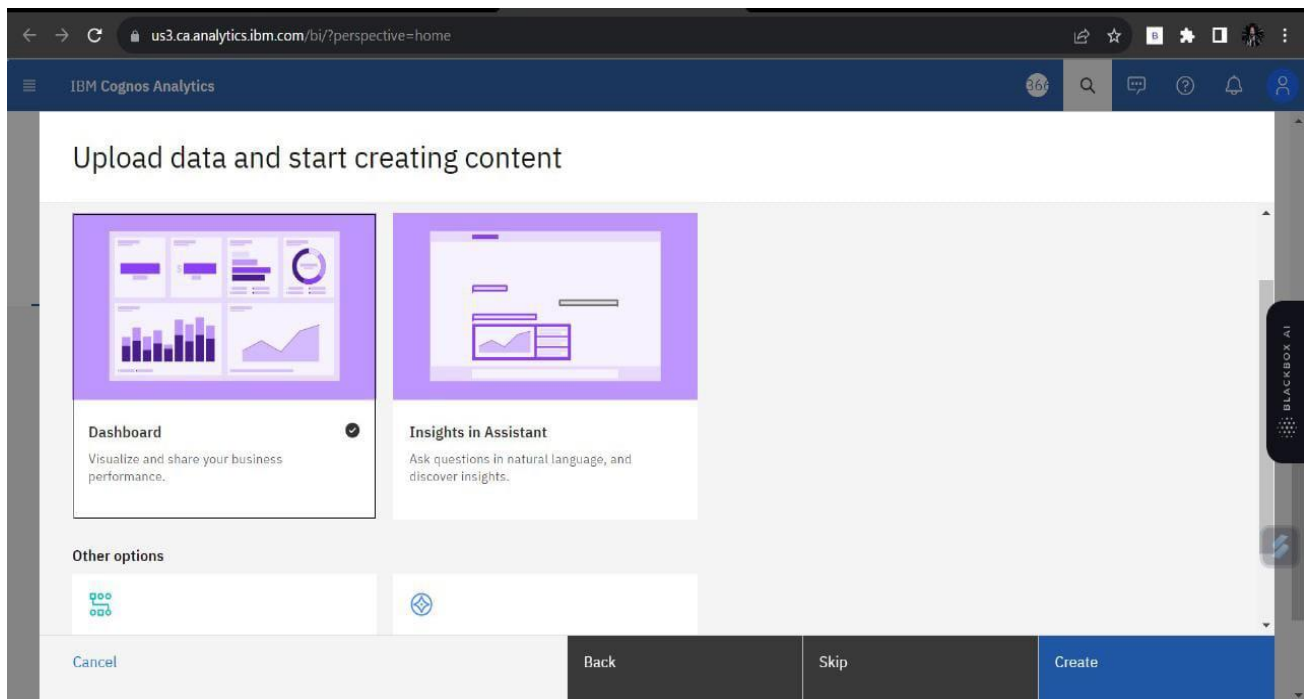 us3.ca.analytics.ibm.com/bi/?perspective=home
B
IBM Cognos Analytics
366
Upload data and start creating content
Dashboard
Visualize and share your business
performance.
Insights in Assistant
Ask questions in natural language, and
discover insights.
Other options
BLACKBOX AI
Cancel
Back
Skip
Create